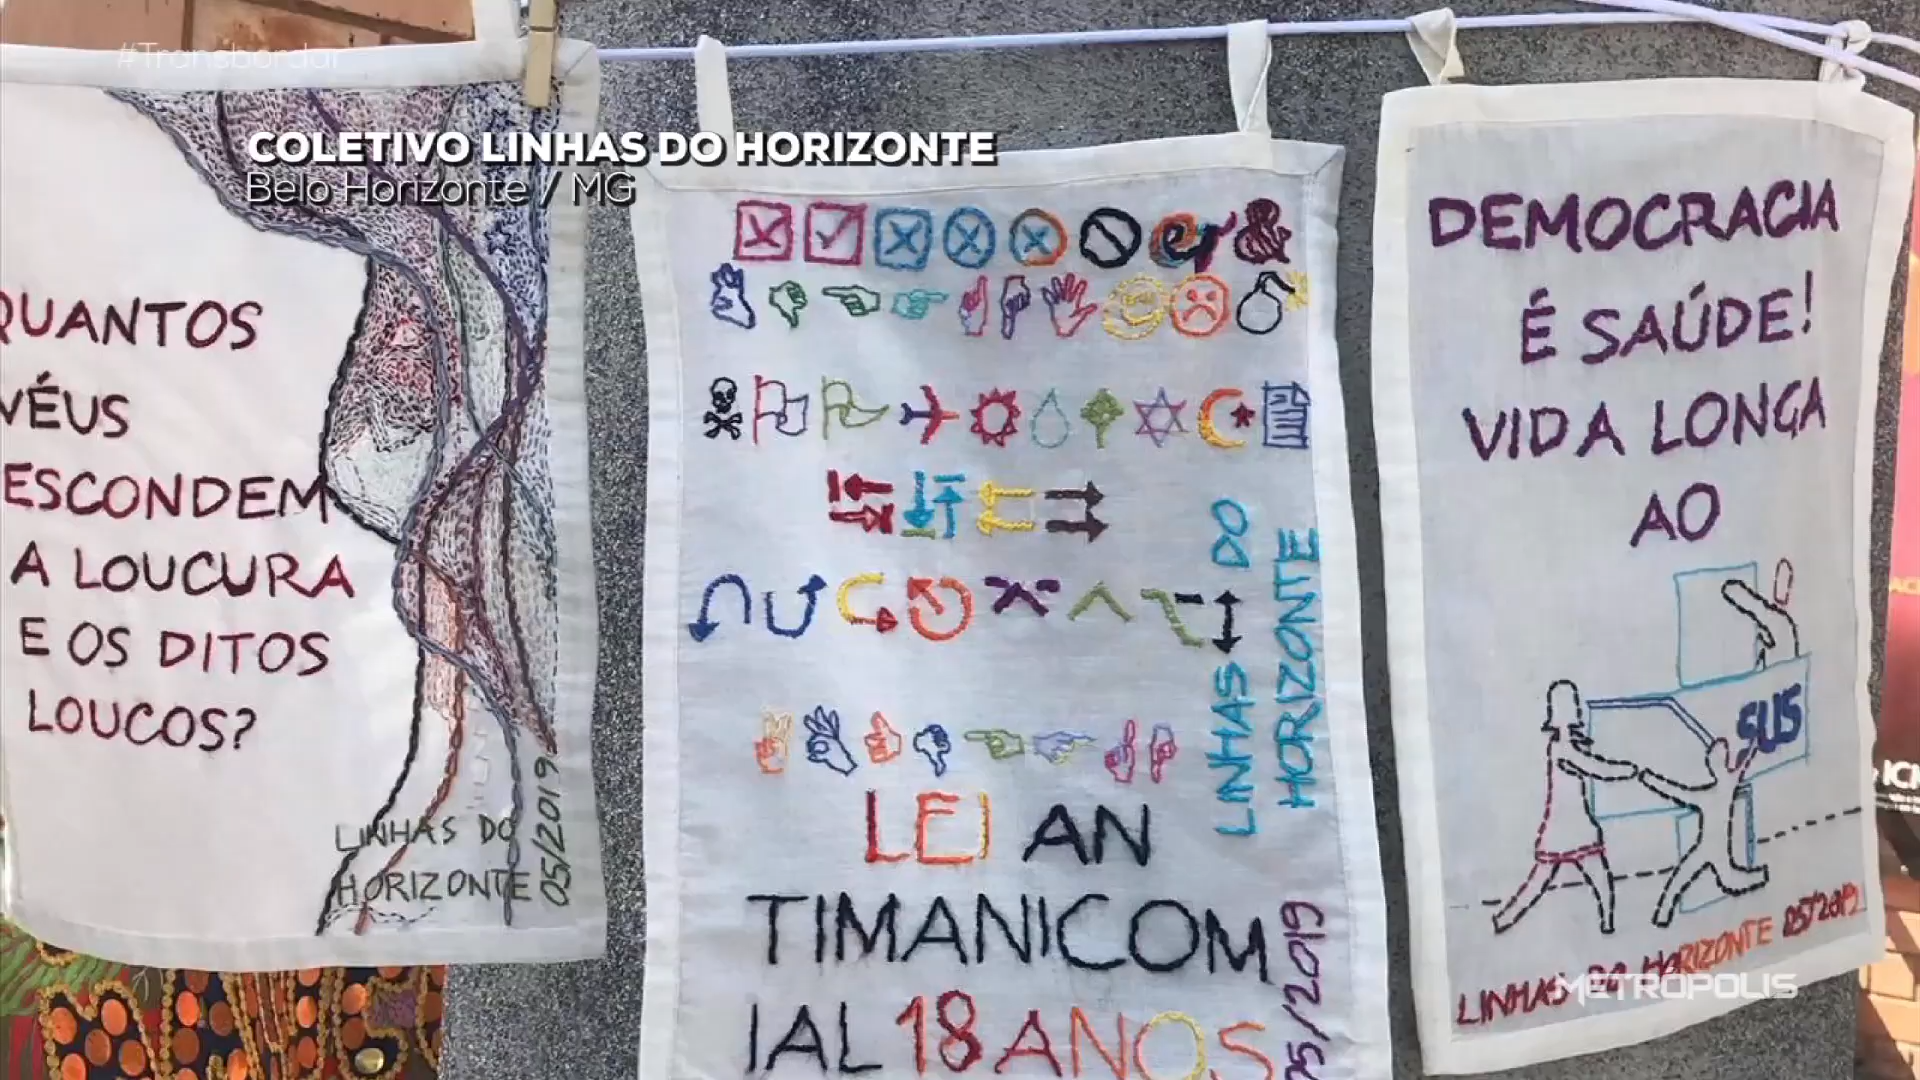 #Transbordar
COLETIVO LINHAS DO HORIZONTE
Belo Horizonte / MG
QUANTOS
VÉUS
ESCONDEM
A LOUCURA
E OS DITOS
LOUCOS?
LINHAS DO
HORIZONTE
05/2019
LINHAS DO
HORIZONTE
LEI AN
TIMANICOM
IAL 18 ANOS
05/2019
DEMOCRACIA
É SAÚDE!
VIDA LONGA
AO
SUS
LINHAS DO HORIZONTE 05/2019
METRÓPOLIS